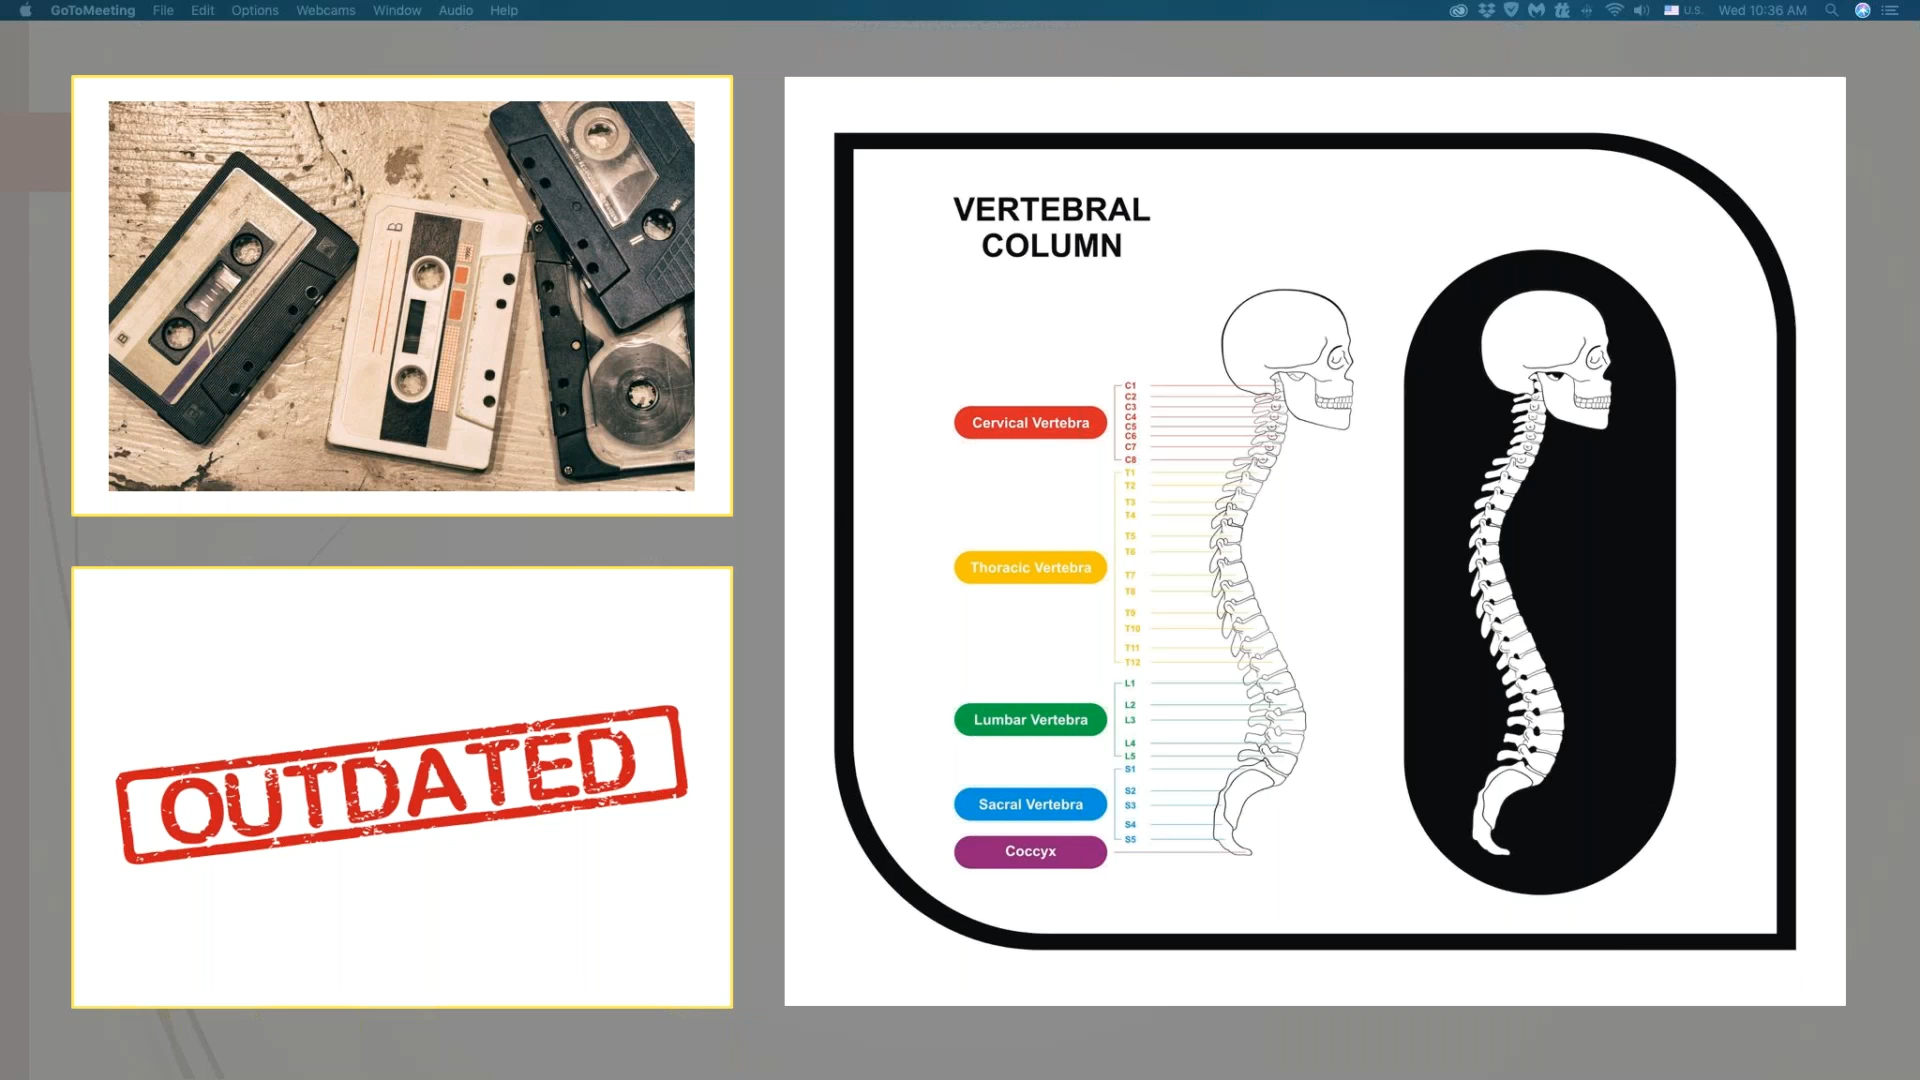 GoToMeeting File Edit Options Webcams Window Audio Help
U.S. Wed 10:36 AM
B
B
OUTDATED
VERTEBRAL
COLUMN
Cervical Vertebra
C1
C2
C3
C4
C5
C6
C7
C8
Thoracic Vertebra
T1
T2
T3
T4
T5
T6
T7
T8
T9
T10
T11
T12
Lumbar Vertebra
L1
L2
L3
L4
L5
Sacral Vertebra
S1
S2
S3
S4
S5
Coccyx